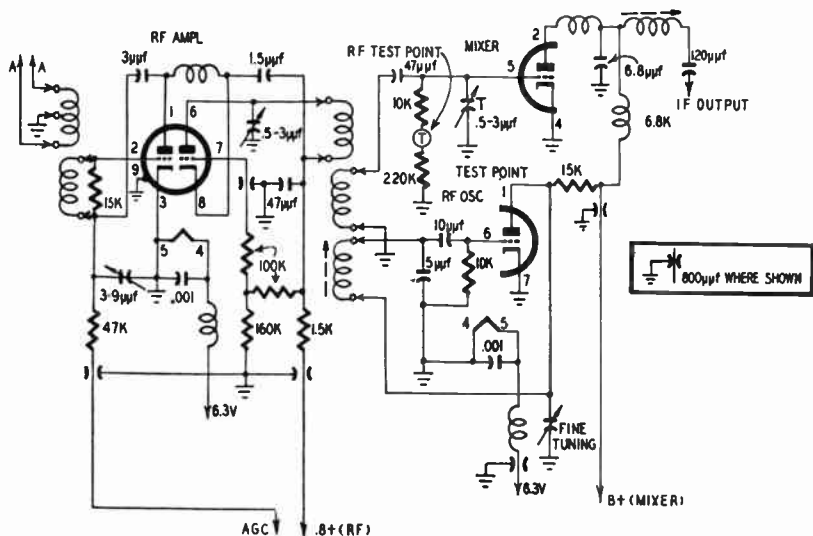 RF AMPL
A A
3µµf
1.5µµf
1 6
2 7
9
3 8
.5-3µµf
15K
47µµf
5 4
100K
3-9µµf
.001
47K
160K
1.5K
6.3V
AGC
.8+(RF)
RF TEST POINT
47µµf
MIXER
2
5
4
10K
T
T
.5-3µµf
220K
6.8µµf
120µµf
IF OUTPUT
6.8K
TEST POINT
RF OSC
1
15K
10µµf
6
7
5µµf
10K
4 5
.001
FINE
TUNING
6.3V
B+(MIXER)
800µµf WHERE SHOWN